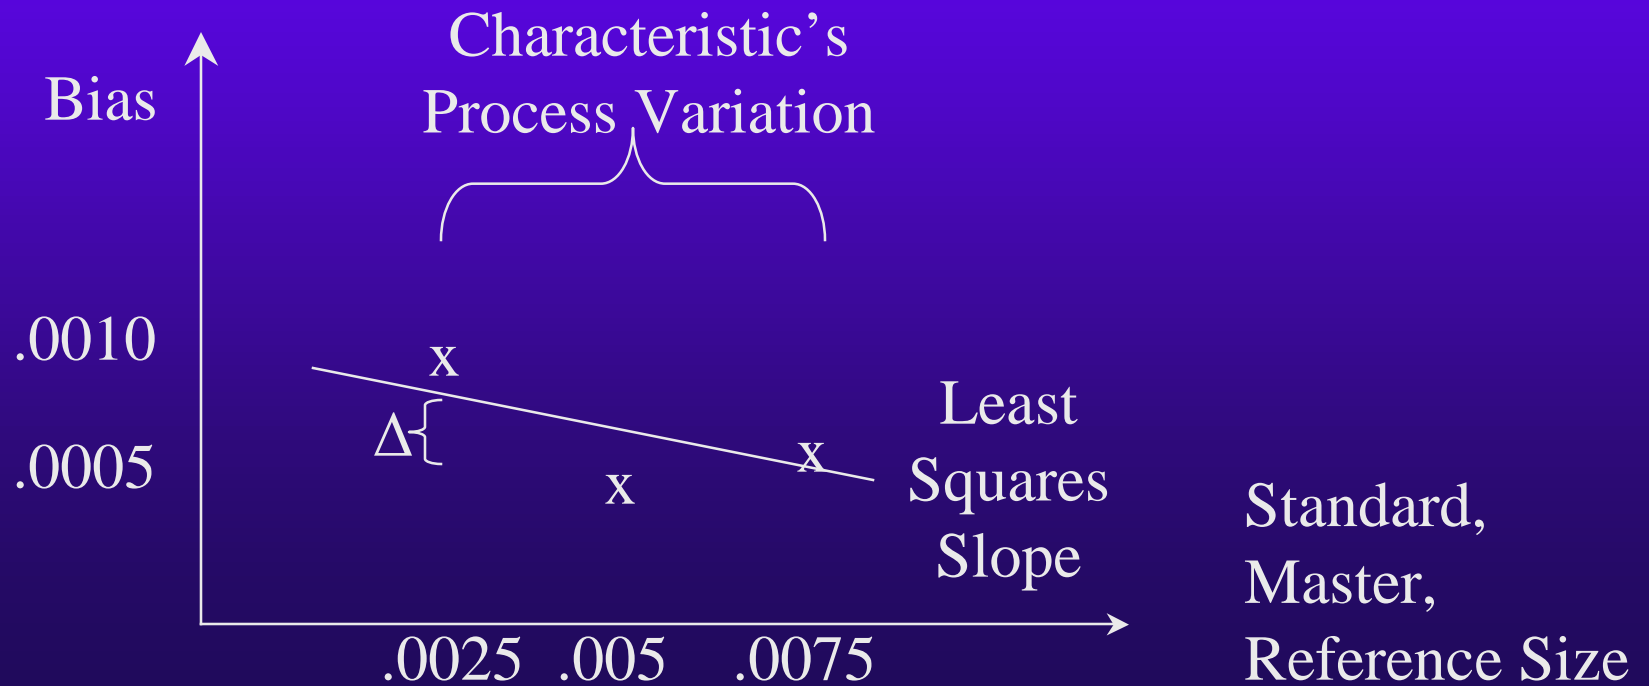 Characteristic’s
Process Variation
Bias
.0010
x
Δ
.0005
x
x
Least
Squares
Slope
Standard,
Master,
Reference Size
.0025 .005 .0075